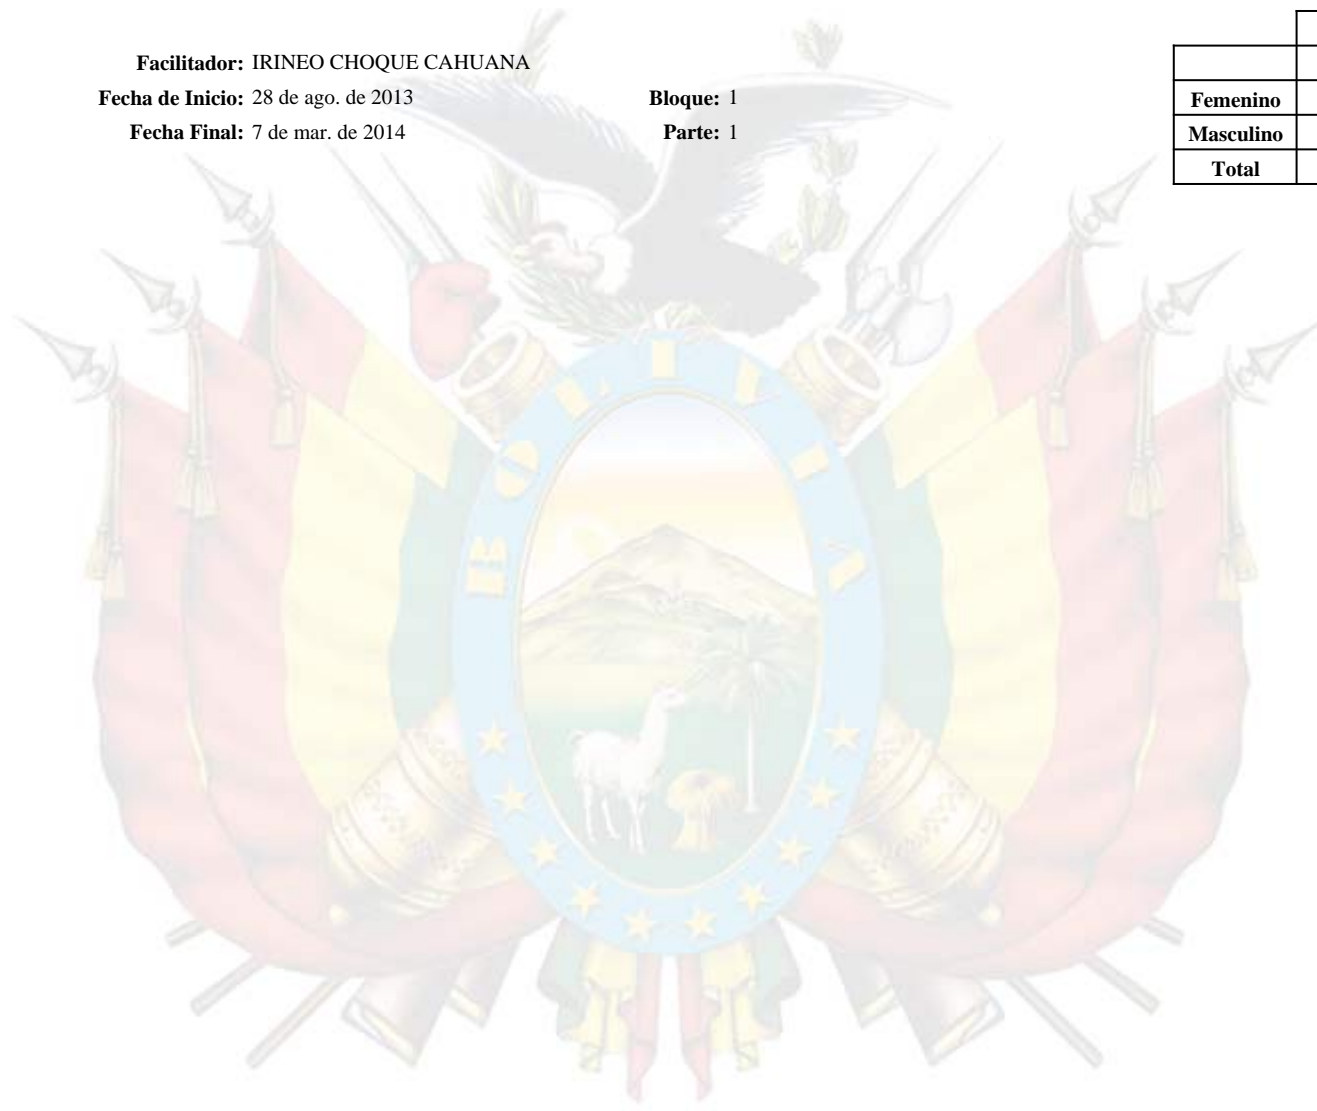 Facilitador: IRINEO CHOQUE CAHUANA
Fecha de Inicio: 28 de ago. de 2013
Bloque: 1
Fecha Final: 7 de mar. de 2014
Parte: 1
Femenino
Masculino
Total
BOLIVIA